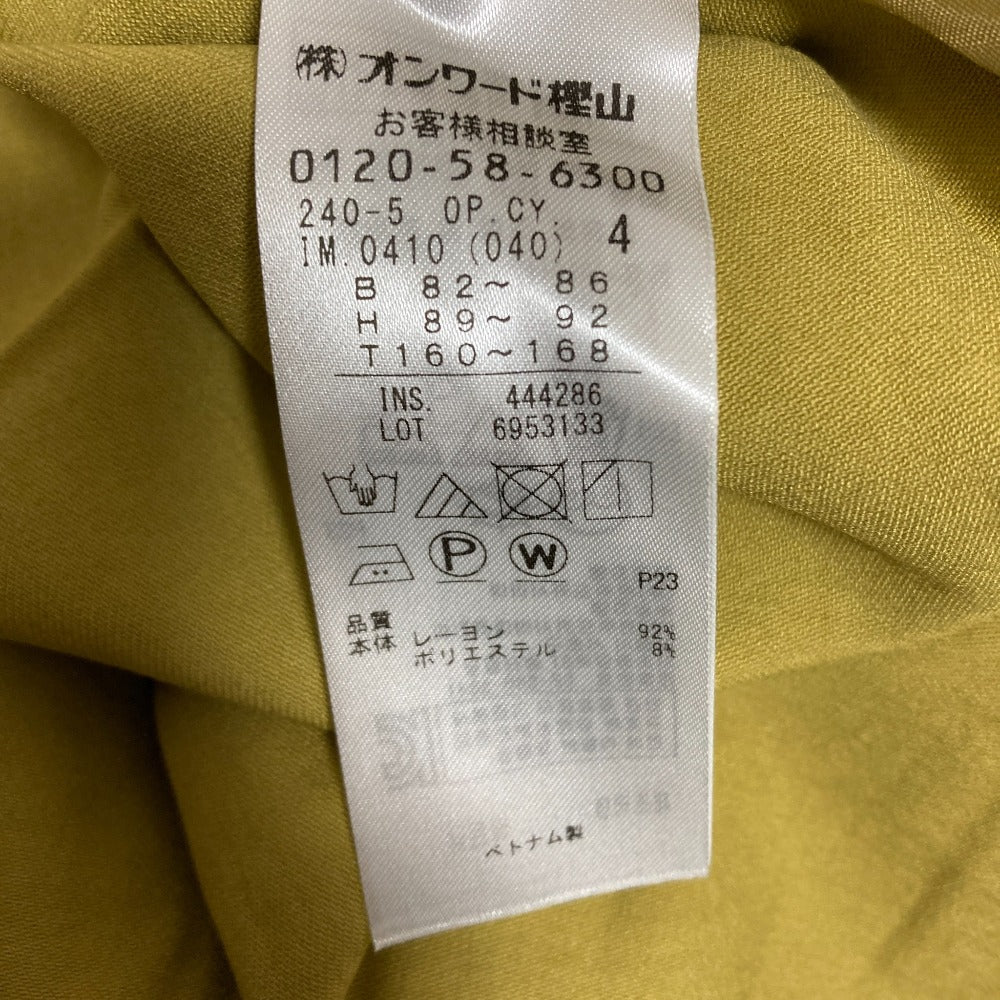 (株)オンワード樫山
お客様相談室
0120-58-6300
240-5 OP.CY. 4
IM.0410 (040)
B 82～ 86
H 89～ 92
T160～168
INS. 444286
LOT 6953133
P W
P23
品質
本体 レーヨン 92%
ポリエステル 8%
ベトナム製